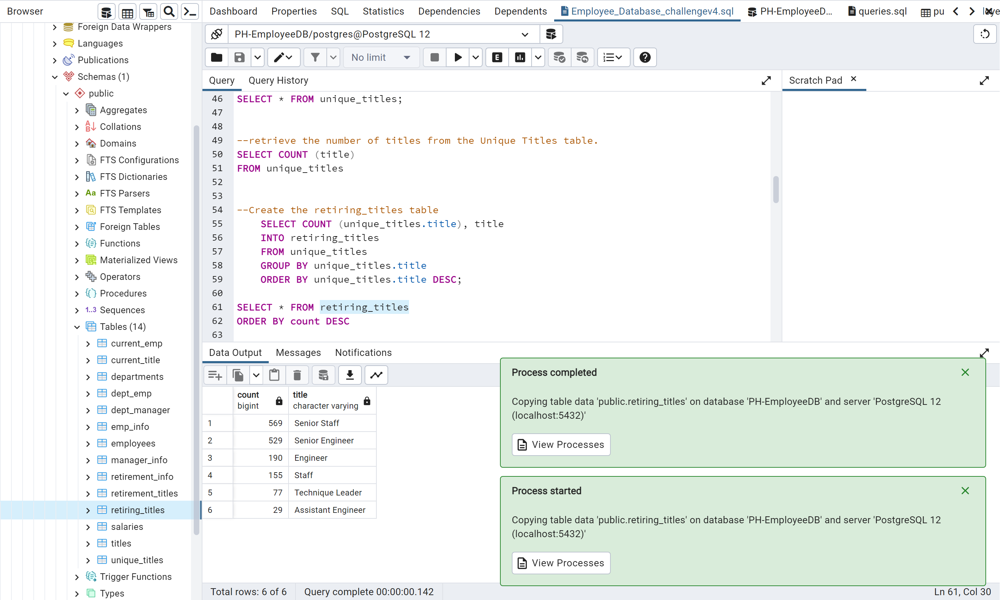 Browser
Dashboard
Properties
SQL
Statistics
Dependencies
Dependents
Employee_Database_challengev4.sql
PH-EmployeeD...
queries.sql
pu
Foreign Data Wrappers
Languages
Publications
Schemas (1)
public
Aggregates
Collations
Domains
FTS Configurations
FTS Dictionaries
Aa FTS Parsers
FTS Templates
Foreign Tables
Functions
Materialized Views
Operators
Procedures
1..3 Sequences
Tables (14)
current_emp
current_title
departments
dept_emp
dept_manager
emp_info
employees
manager_info
retirement_info
retirement_titles
retiring_titles
salaries
titles
unique_titles
Trigger Functions
Types
PH-EmployeeDB/postgres@PostgreSQL 12
No limit
E
Query
Query History
Scratch Pad
46 SELECT * FROM unique_titles;
47
48
49 --retrieve the number of titles from the Unique Titles table.
50 SELECT COUNT (title)
51 FROM unique_titles
52
53
54 --Create the retiring_titles table
55 SELECT COUNT (unique_titles.title), title
56 INTO retiring_titles
57 FROM unique_titles
58 GROUP BY unique_titles.title
59 ORDER BY unique_titles.title DESC;
60
61 SELECT * FROM retiring_titles
62 ORDER BY count DESC
63
Data Output
Messages
Notifications
count bigint
title character varying
1 569 Senior Staff
2 529 Senior Engineer
3 190 Engineer
4 155 Staff
5 77 Technique Leader
6 29 Assistant Engineer
Process completed
Copying table data 'public.retiring_titles' on database 'PH-EmployeeDB' and server 'PostgreSQL 12
(localhost:5432)'
View Processes
Process started
Copying table data 'public.retiring_titles' on database 'PH-EmployeeDB' and server 'PostgreSQL 12
(localhost:5432)'
View Processes
Total rows: 6 of 6
Query complete 00:00:00.142
Ln 61, Col 30